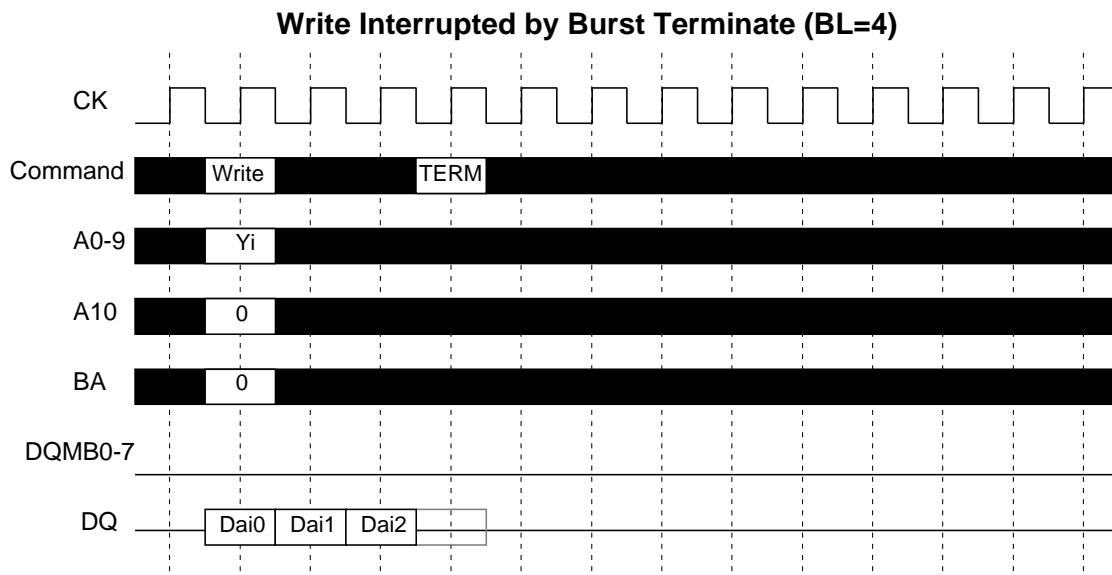 Write Interrupted by Burst Terminate (BL=4)
CK
Command Write TERM
A0-9 Yi
A10 0
BA 0
DQMB0-7
DQ Dai0 Dai1 Dai2